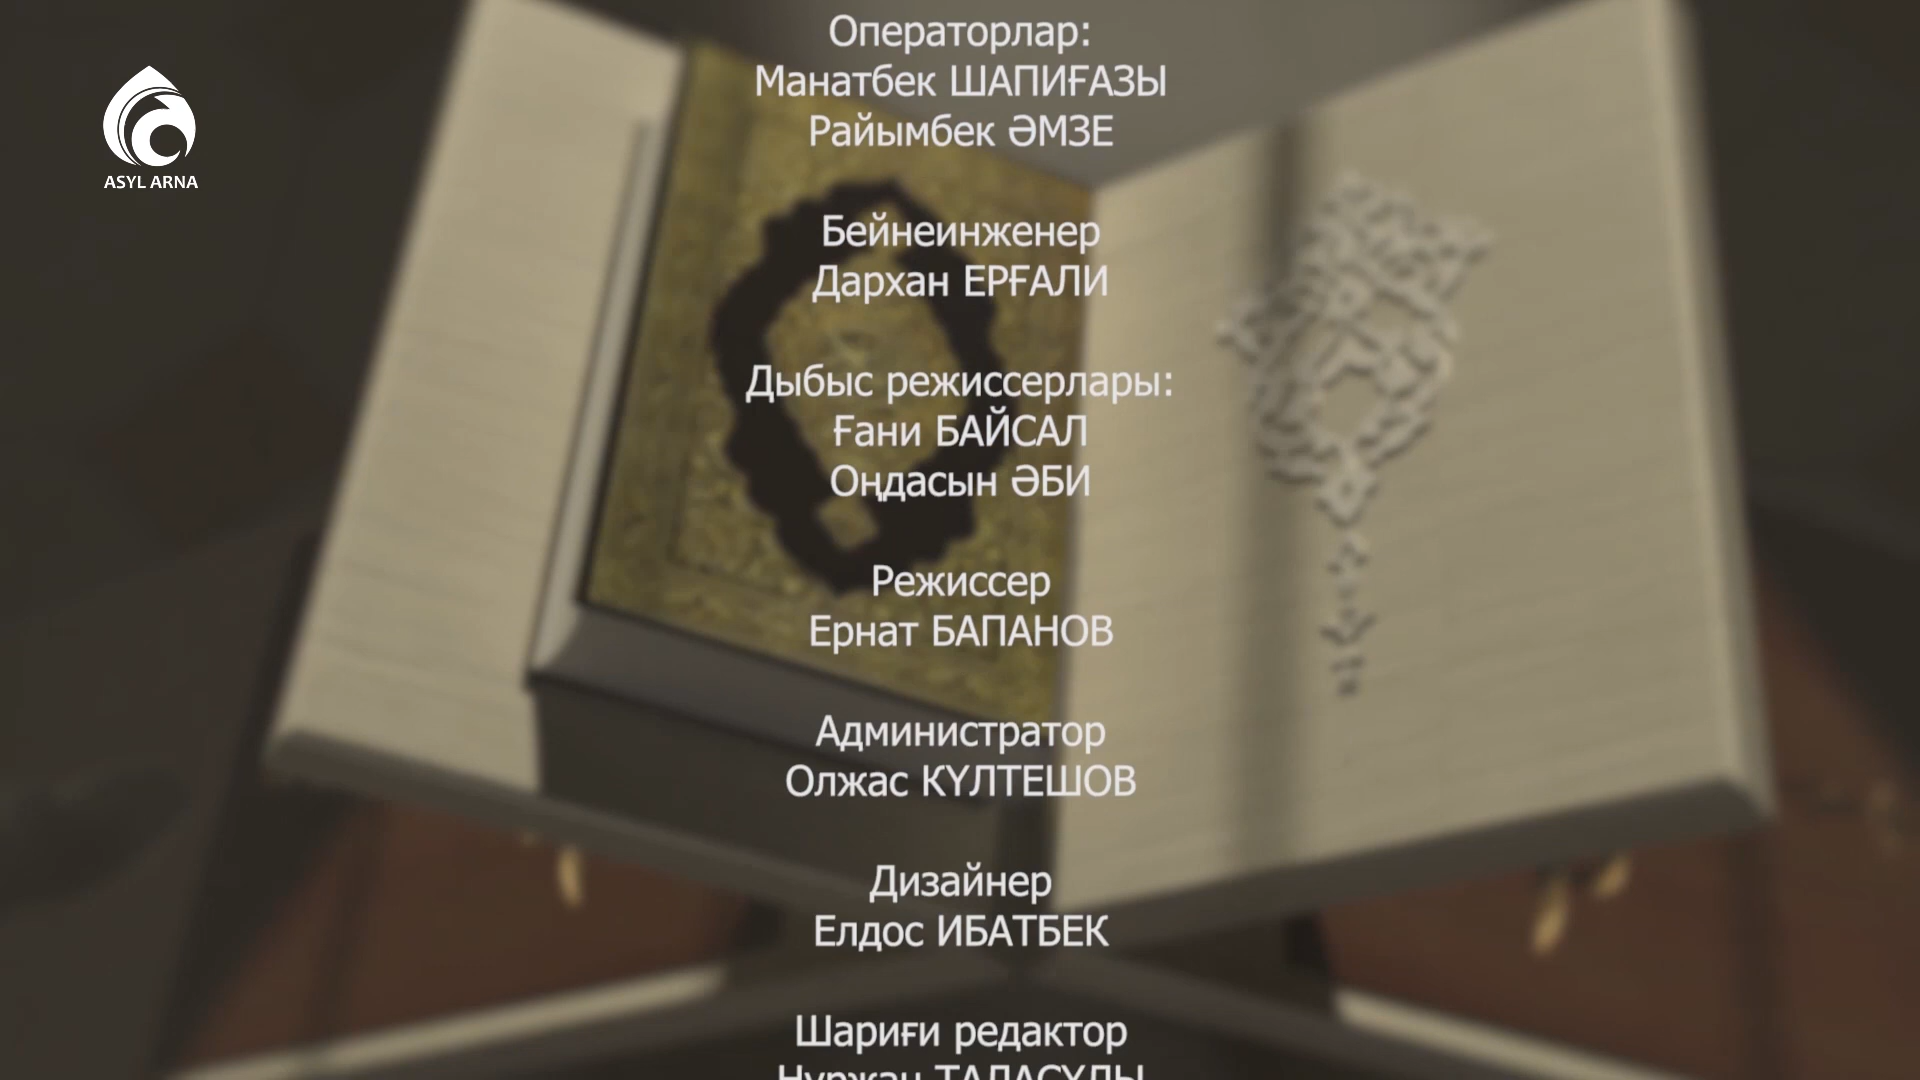 ASYL ARNA
Операторлар:
Манатбек ШАПИҒАЗЫ
Райымбек ӘМЗЕ
Бейнеинженер
Дархан ЕРҒАЛИ
Дыбыс режиссерлары:
Ғани БАЙСАЛ
Оңдасын ӘБИ
Режиссер
Ернат БАПАНОВ
Администратор
Олжас КҮЛТЕШОВ
Дизайнер
Елдос ИБАТБЕК
Шариғи редактор
Нуржан